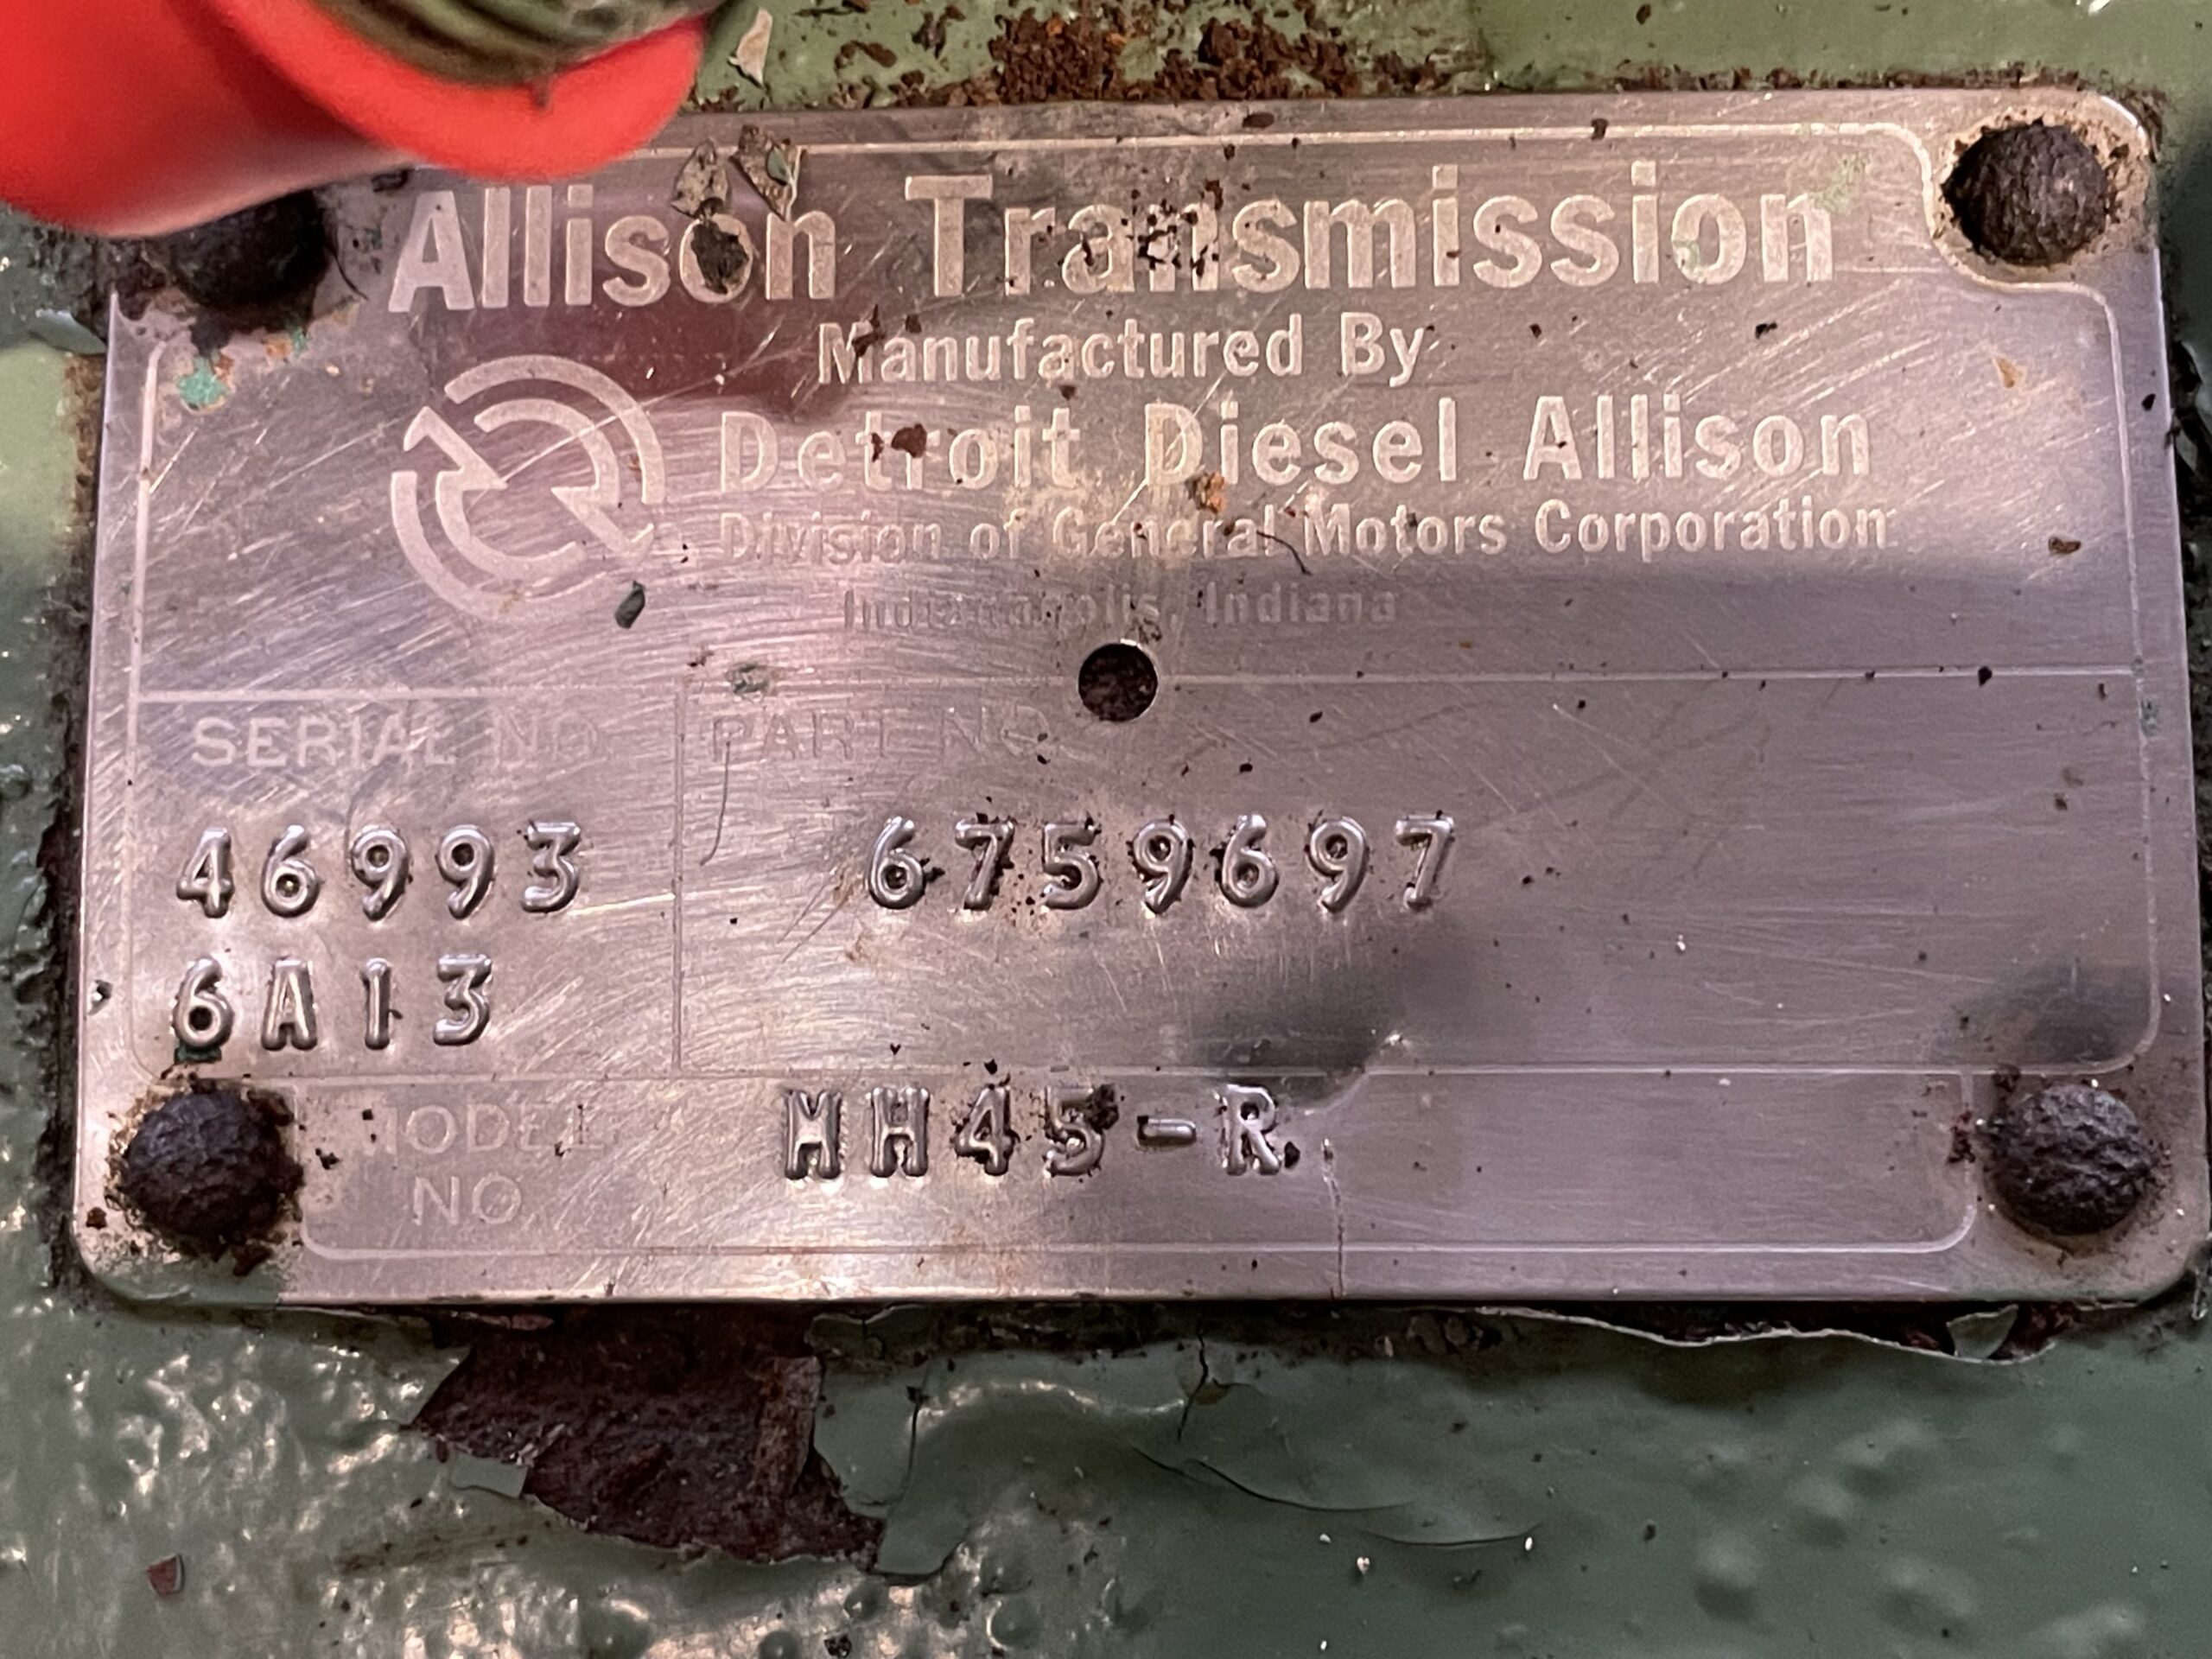 Allison Transmission
Manufactured By
Detroit Diesel Allison
Division of General Motors Corporation
Indianapolis, Indiana
SERIAL NO
PART NO.
46993
6759697
6A13
MODEL
NO
MH45-R